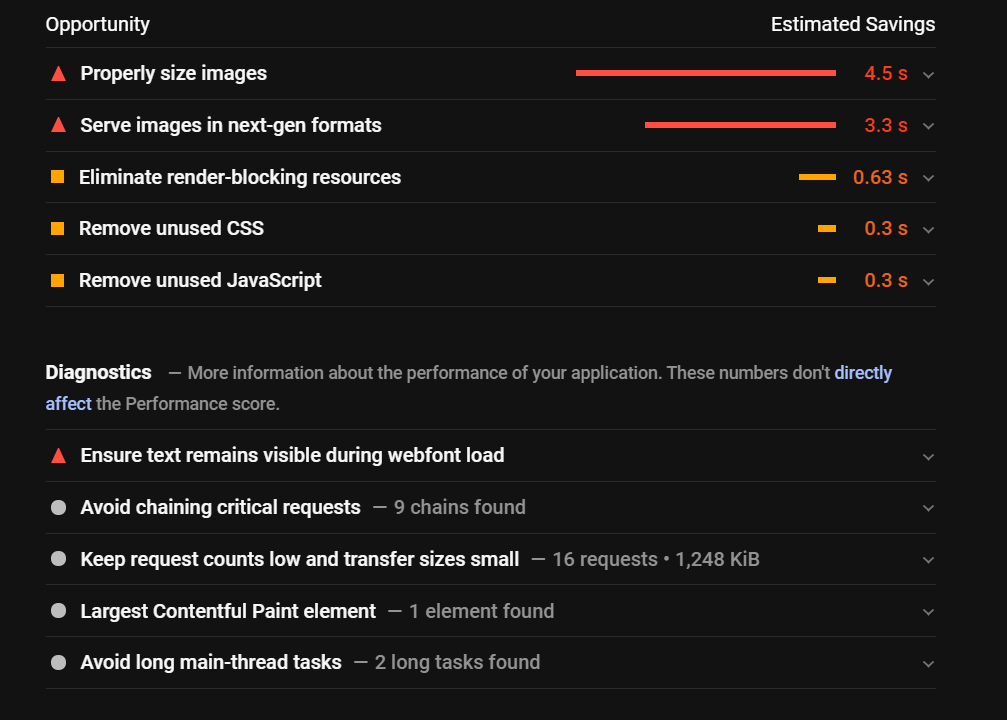 Opportunity Estimated Savings
Properly size images 4.5 s
Serve images in next-gen formats 3.3 s
Eliminate render-blocking resources 0.63 s
Remove unused CSS 0.3 s
Remove unused JavaScript 0.3 s
Diagnostics — More information about the performance of your application. These numbers don't directly
affect the Performance score.
Ensure text remains visible during webfont load
Avoid chaining critical requests — 9 chains found
Keep request counts low and transfer sizes small — 16 requests • 1,248 KiB
Largest Contentful Paint element — 1 element found
Avoid long main-thread tasks — 2 long tasks found